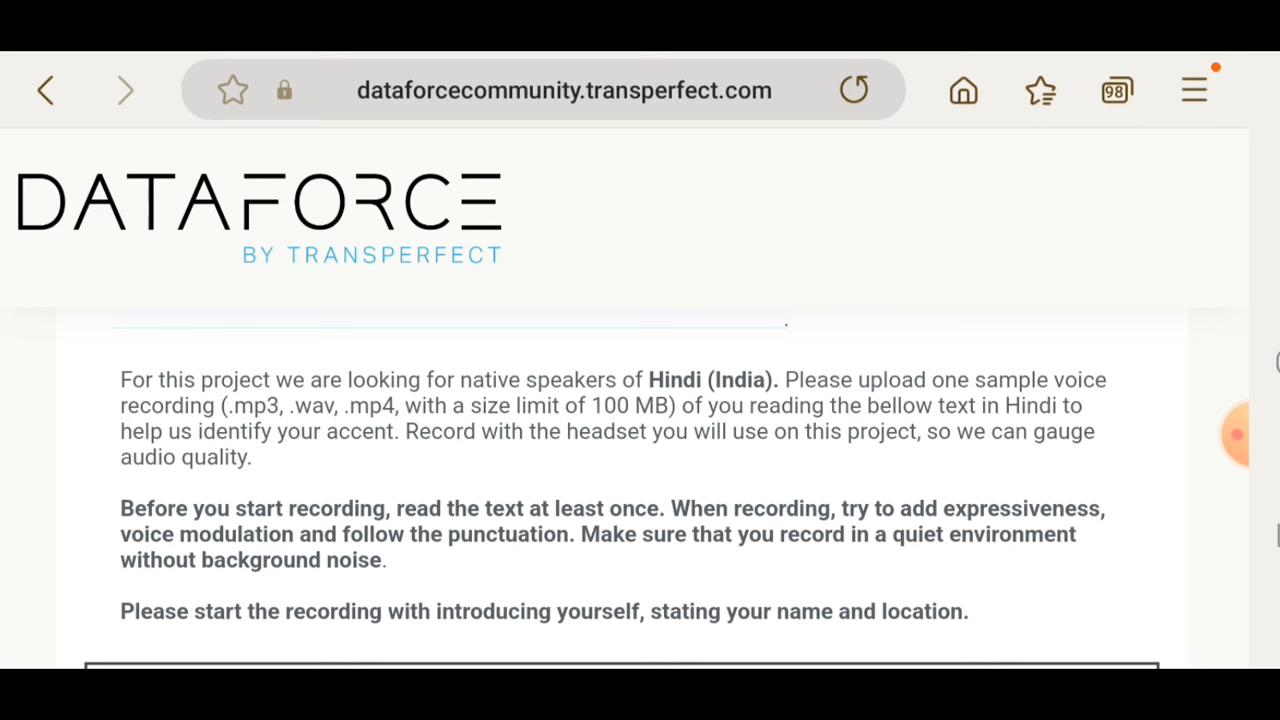 dataforcecommunity.transperfect.com
98
DATAFORCE
BY TRANSPERFECT
For this project we are looking for native speakers of Hindi (India). Please upload one sample voice
recording (.mp3, .wav, .mp4, with a size limit of 100 MB) of you reading the bellow text in Hindi to
help us identify your accent. Record with the headset you will use on this project, so we can gauge
audio quality.
Before you start recording, read the text at least once. When recording, try to add expressiveness,
voice modulation and follow the punctuation. Make sure that you record in a quiet environment
without background noise.
Please start the recording with introducing yourself, stating your name and location.